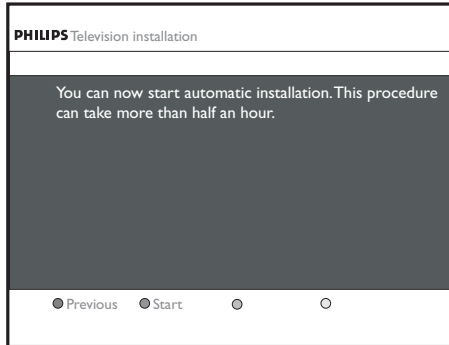 PHILIPS Television installation
You can now start automatic installation. This procedure
can take more than half an hour.
Previous Start